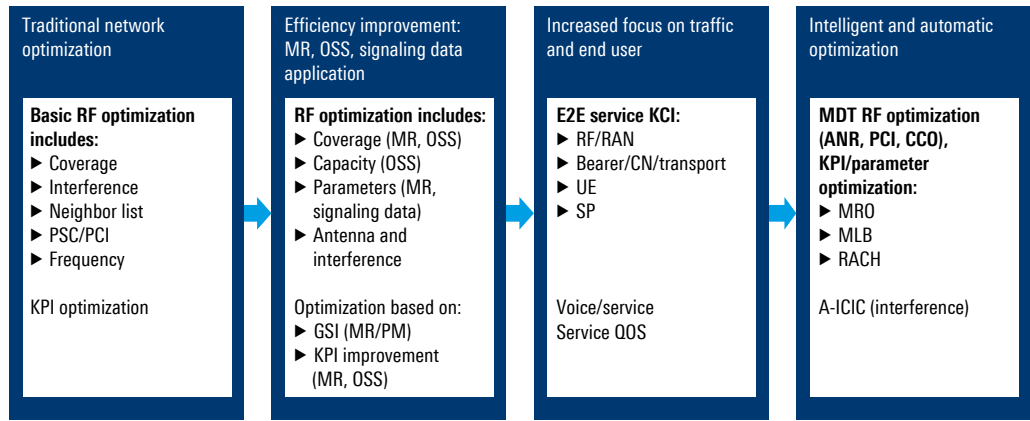 Traditional network
optimization
Basic RF optimization
includes:
▶ Coverage
▶ Interference
▶ Neighbor list
▶ PSC/PCI
▶ Frequency
KPI optimization
Efficiency improvement:
MR, OSS, signaling data
application
RF optimization includes:
▶ Coverage (MR, OSS)
▶ Capacity (OSS)
▶ Parameters (MR,
signaling data)
▶ Antenna and
interference
Optimization based on:
▶ GSI (MR/PM)
▶ KPI improvement
(MR, OSS)
Increased focus on traffic
and end user
E2E service KCI:
▶ RF/RAN
▶ Bearer/CN/transport
▶ UE
▶ SP
Voice/service
Service QOS
Intelligent and automatic
optimization
MDT RF optimization
(ANR, PCI, CCO),
KPI/parameter
optimization:
▶ MRO
▶ MLB
▶ RACH
A-ICIC (interference)